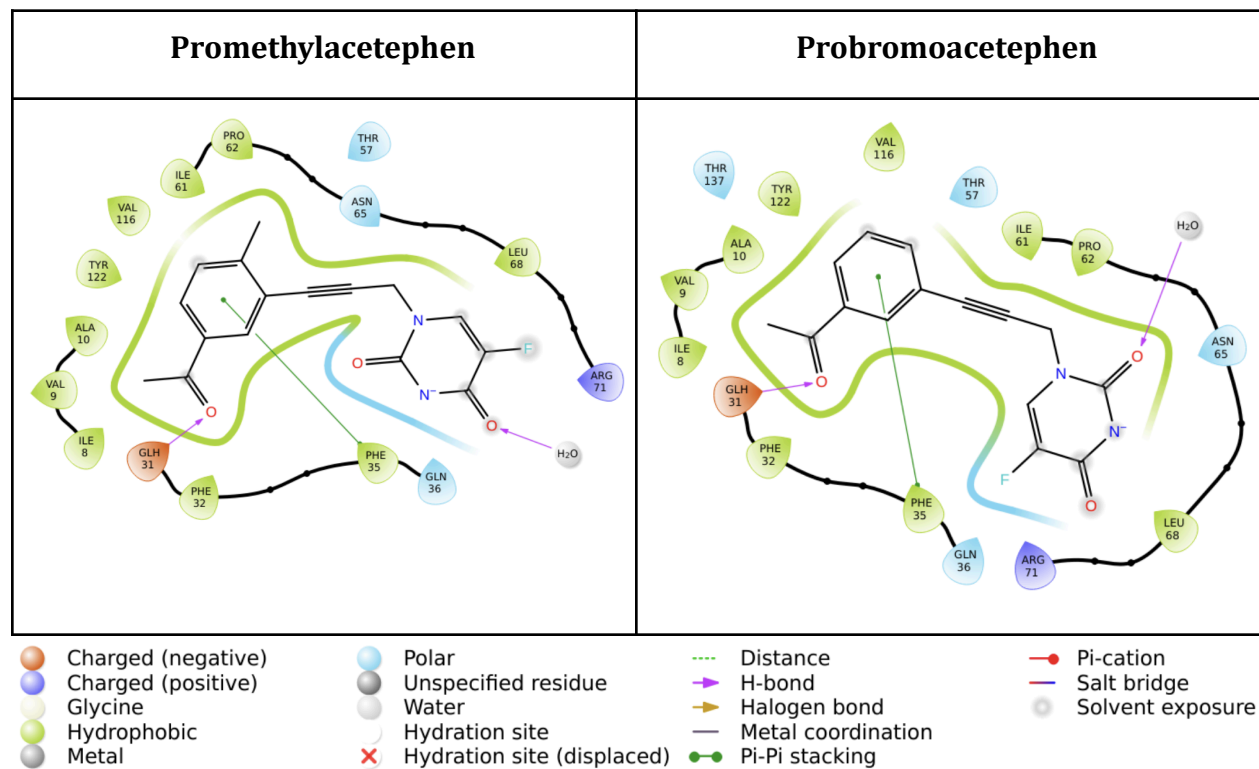 Promethylacetephen
Probromoacetephen
PRO
62
THR
57
ILE
61
ASN
65
VAL
116
LEU
68
TYR
122
N
F
O
O
N⁻
ALA
10
ARG
71
VAL
9
O
O
ILE
8
GLH
31
H₂O
PHE
35
GLN
36
PHE
32
VAL
116
THR
137
TYR
122
THR
57
ILE
61
PRO
62
H₂O
ALA
10
VAL
9
ILE
8
ASN
65
O
O
N
GLH
31
N⁻
PHE
32
F
O
PHE
35
LEU
68
GLN
36
ARG
71
Charged (negative)
Charged (positive)
Glycine
Hydrophobic
Metal
Polar
Unspecified residue
Water
Hydration site
Hydration site (displaced)
Distance
H-bond
Halogen bond
Metal coordination
Pi-Pi stacking
Pi-cation
Salt bridge
Solvent exposure